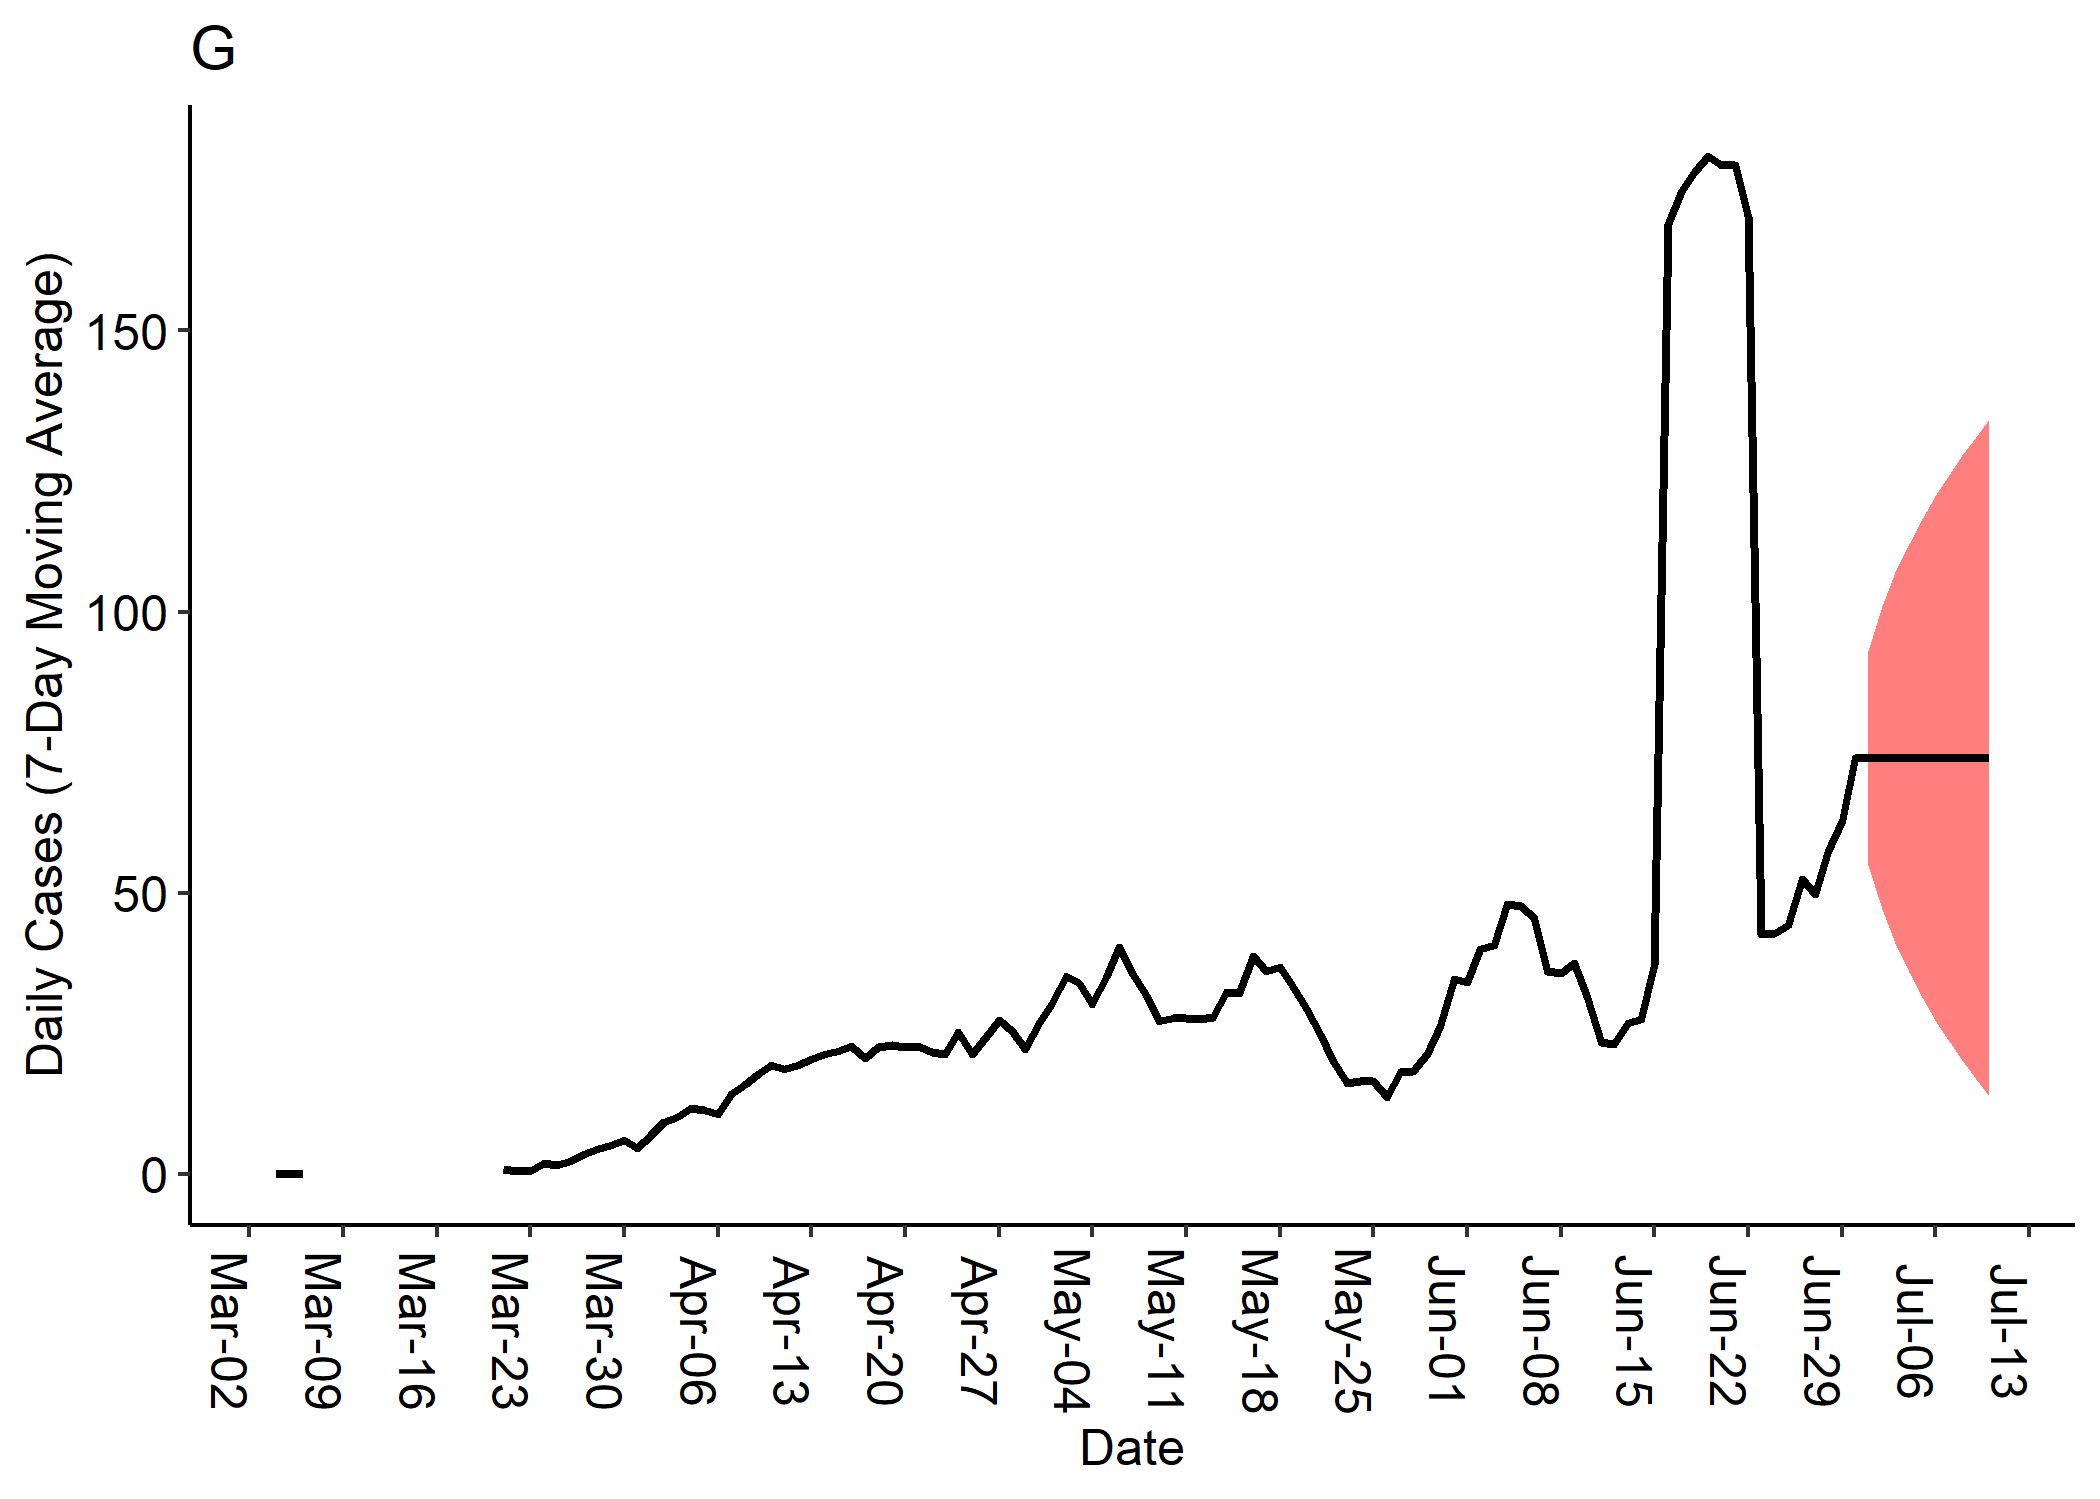 G
Daily Cases (7-Day Moving Average)
150
100
50
0
Mar-02
Mar-09
Mar-16
Mar-23
Mar-30
Apr-06
Apr-13
Apr-20
Apr-27
May-04
May-11
May-18
May-25
Jun-01
Jun-08
Jun-15
Jun-22
Jun-29
Jul-06
Jul-13
Date